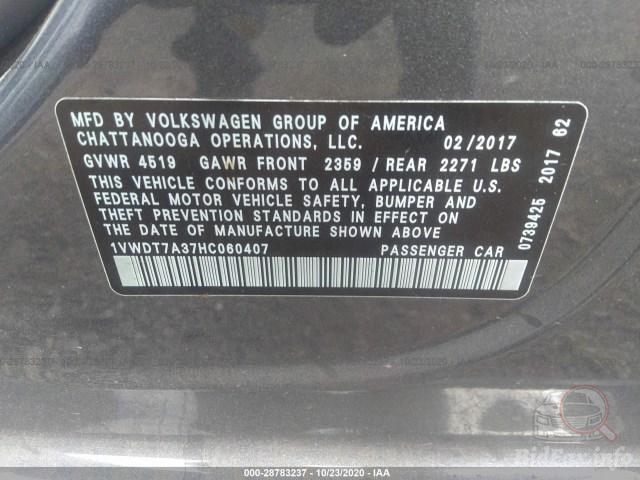 MFD BY VOLKSWAGEN GROUP OF AMERICA
CHATTANOOGA OPERATIONS, LLC. 02/2017
GVWR 4519 GAWR FRONT 2359 / REAR 2271 LBS
THIS VEHICLE CONFORMS TO ALL APPLICABLE U.S.
FEDERAL MOTOR VEHICLE SAFETY, BUMPER AND
THEFT PREVENTION STANDARDS IN EFFECT ON
THE DATE OF MANUFACTURE SHOWN ABOVE.
1VWDT7A37HC060407 PASSENGER CAR
0739425 2017 62
BidFax.info
000-28783237 - 10/23/2020 - IAA